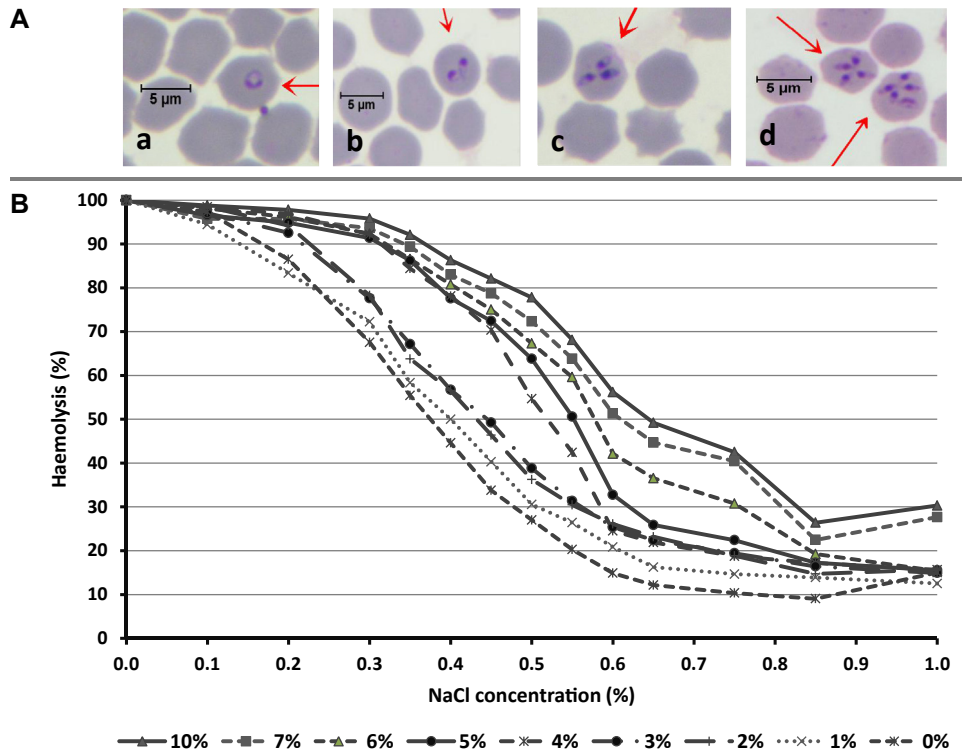 A
5 µm
a
5 µm
b
c
5 µm
d
B
Haemolysis (%)
100
90
80
70
60
50
40
30
20
10
0
0.0 0.1 0.2 0.3 0.4 0.5 0.6 0.7 0.8 0.9 1.0
NaCl concentration (%)
10% 7% 6% 5% 4% 3% 2% 1% 0%